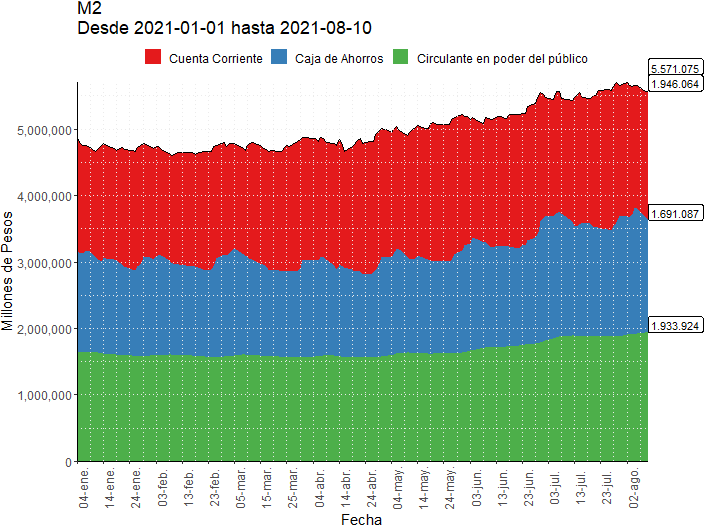 M2
Desde 2021-01-01 hasta 2021-08-10
Cuenta Corriente
Caja de Ahorros
Circulante en poder del público
5.571.075
1.946.064
1.691.087
1.933.924
Millones de Pesos
5,000,000
4,000,000
3,000,000
2,000,000
1,000,000
0
04-ene.
14-ene.
24-ene.
03-feb.
13-feb.
23-feb.
05-mar.
15-mar.
25-mar.
04-abr.
14-abr.
24-abr.
04-may.
14-may.
24-may.
03-jun.
13-jun.
23-jun.
03-jul.
13-jul.
23-jul.
02-ago.
Fecha